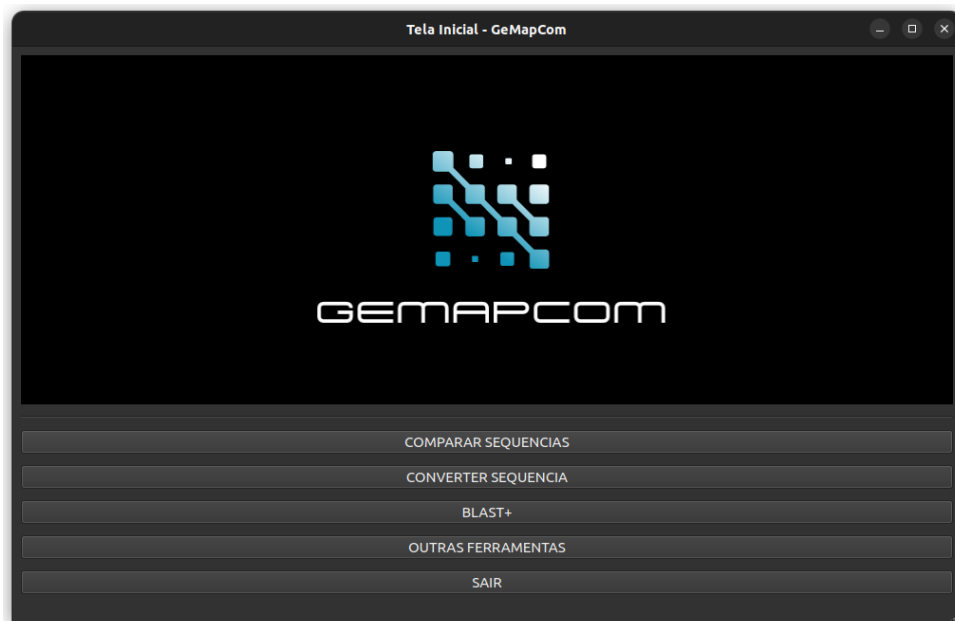 Tela Inicial - GeMapCom
GEMAPCOM
COMPARAR SEQUENCIAS
CONVERTER SEQUENCIA
BLAST+
OUTRAS FERRAMENTAS
SAIR